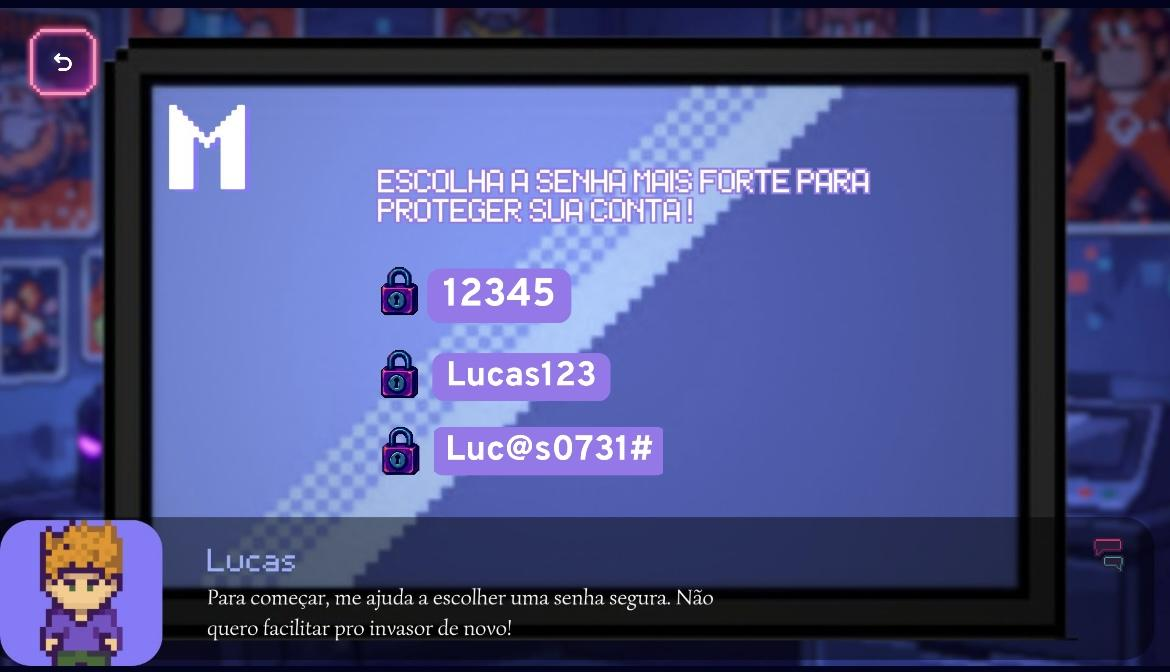 M
ESCOLHA A SENHA MAIS FORTE PARA
PROTEGER SUA CONTA!
12345
Lucas123
Luc@s0731#
Lucas
Para começar, me ajuda a escolher uma senha segura. Não
quero facilitar pro invasor de novo!